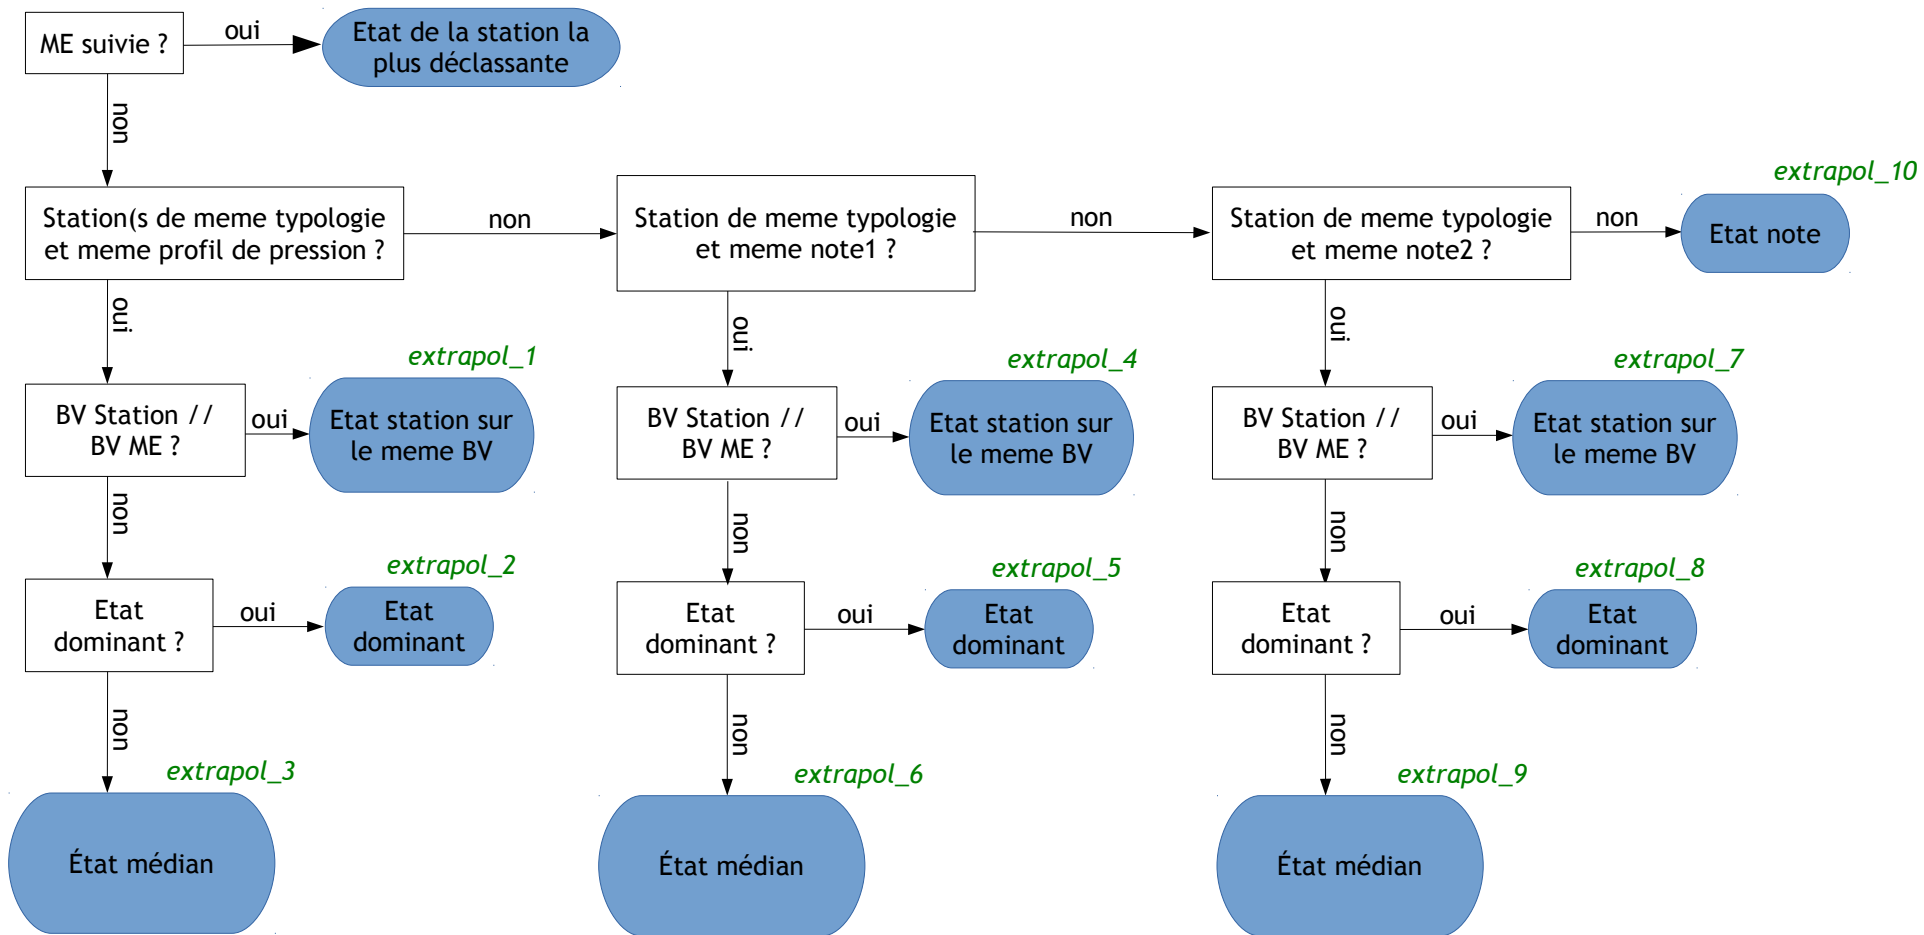 ME suivie ?
oui
Etat de la station la
plus déclassante
non
extrapol_10
Station(s de meme typologie
et meme profil de pression ?
non
Station de meme typologie
et meme note1 ?
non
Station de meme typologie
et meme note2 ?
non
Etat note
oui
oui
oui
extrapol_1
extrapol_4
extrapol_7
BV Station //
BV ME ?
oui
Etat station sur
le meme BV
BV Station //
BV ME ?
oui
Etat station sur
le meme BV
BV Station //
BV ME ?
oui
Etat station sur
le meme BV
non
non
non
extrapol_2
extrapol_5
extrapol_8
Etat
dominant ?
oui
Etat
dominant
Etat
dominant ?
oui
Etat
dominant
Etat
dominant ?
oui
Etat
dominant
non
non
non
extrapol_3
extrapol_6
extrapol_9
État médian
État médian
État médian